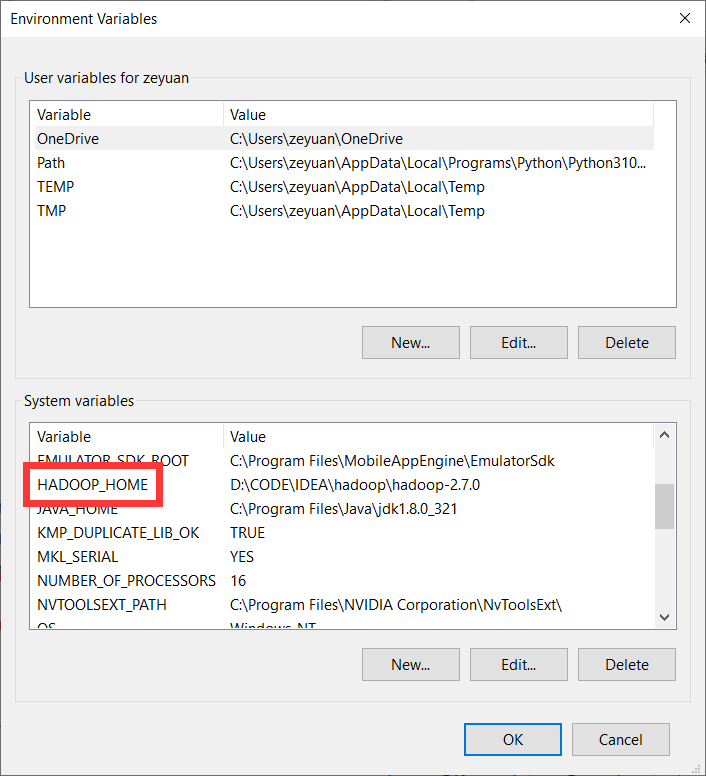 Environment Variables
User variables for zeyuan
Variable Value
OneDrive C:\Users\zeyuan\OneDrive
Path C:\Users\zeyuan\AppData\Local\Programs\Python\Python310...
TEMP C:\Users\zeyuan\AppData\Local\Temp
TMP C:\Users\zeyuan\AppData\Local\Temp
New... Edit... Delete
System variables
Variable Value
EMULATOR_SDK_ROOT C:\Program Files\MobileAppEngine\EmulatorSdk
HADOOP_HOME D:\CODE\IDEA\hadoop\hadoop-2.7.0
JAVA_HOME C:\Program Files\Java\jdk1.8.0_321
KMP_DUPLICATE_LIB_OK TRUE
MKL_SERIAL YES
NUMBER_OF_PROCESSORS 16
NVTOOLSEXT_PATH C:\Program Files\NVIDIA Corporation\NvToolsExt\
OS Windows_NT
New... Edit... Delete
OK Cancel